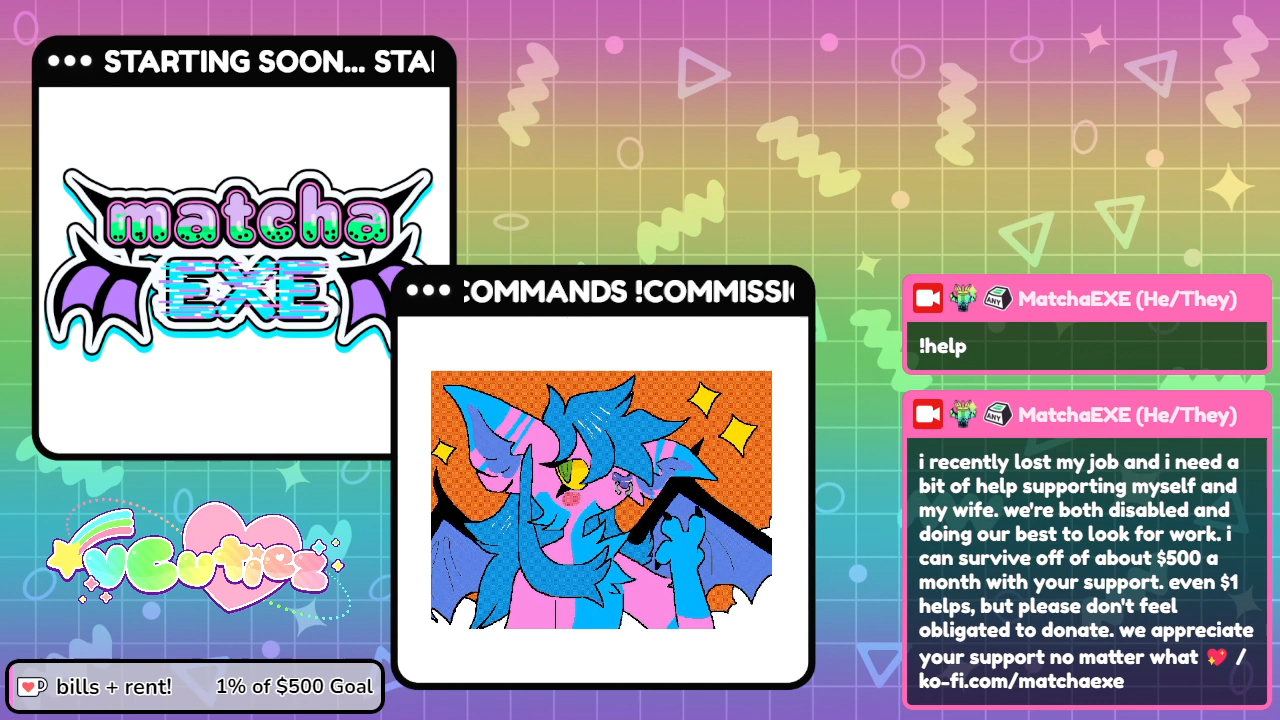 STARTING SOON... STAI
matcha
EXE
COMMANDS !COMMISSI
vCutiez
bills + rent! 1% of $500 Goal
ANY MatchaEXE (He/They)
!help
ANY MatchaEXE (He/They)
i recently lost my job and i need a
bit of help supporting myself and
my wife. we're both disabled and
doing our best to look for work. i
can survive off of about $500 a
month with your support. even $1
helps, but please don't feel
obligated to donate. we appreciate
your support no matter what 💖 /
ko-fi.com/matchaexe